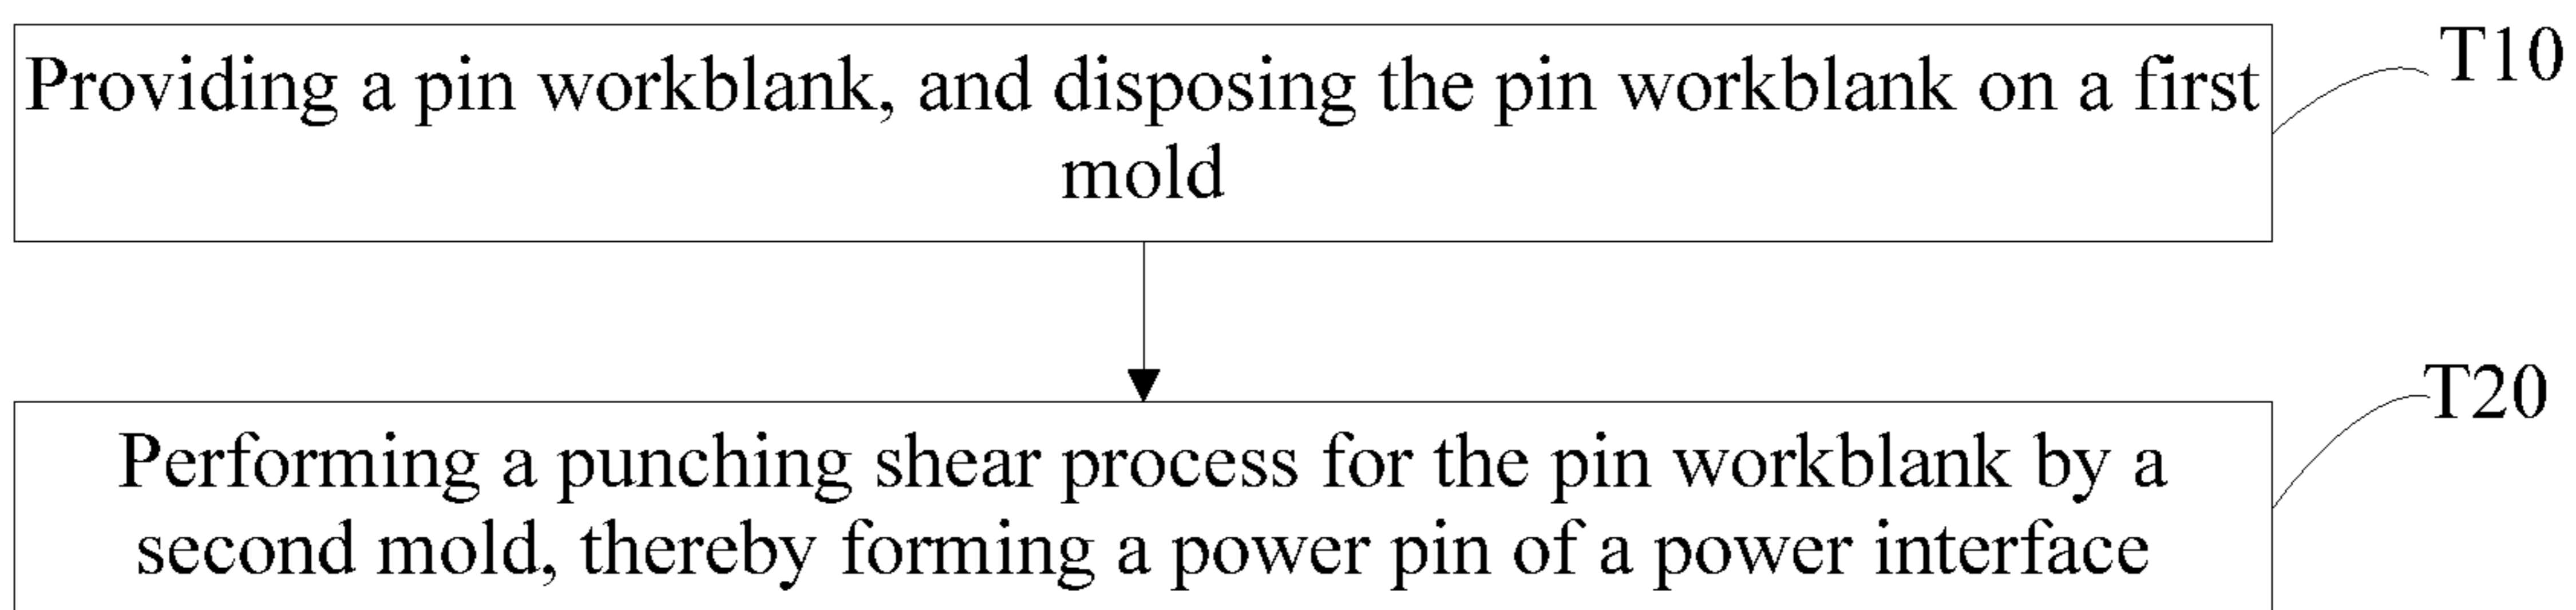 Providing a pin workblank, and disposing the pin workblank on a first
mold
T10
Performing a punching shear process for the pin workblank by a
second mold, thereby forming a power pin of a power interface
T20